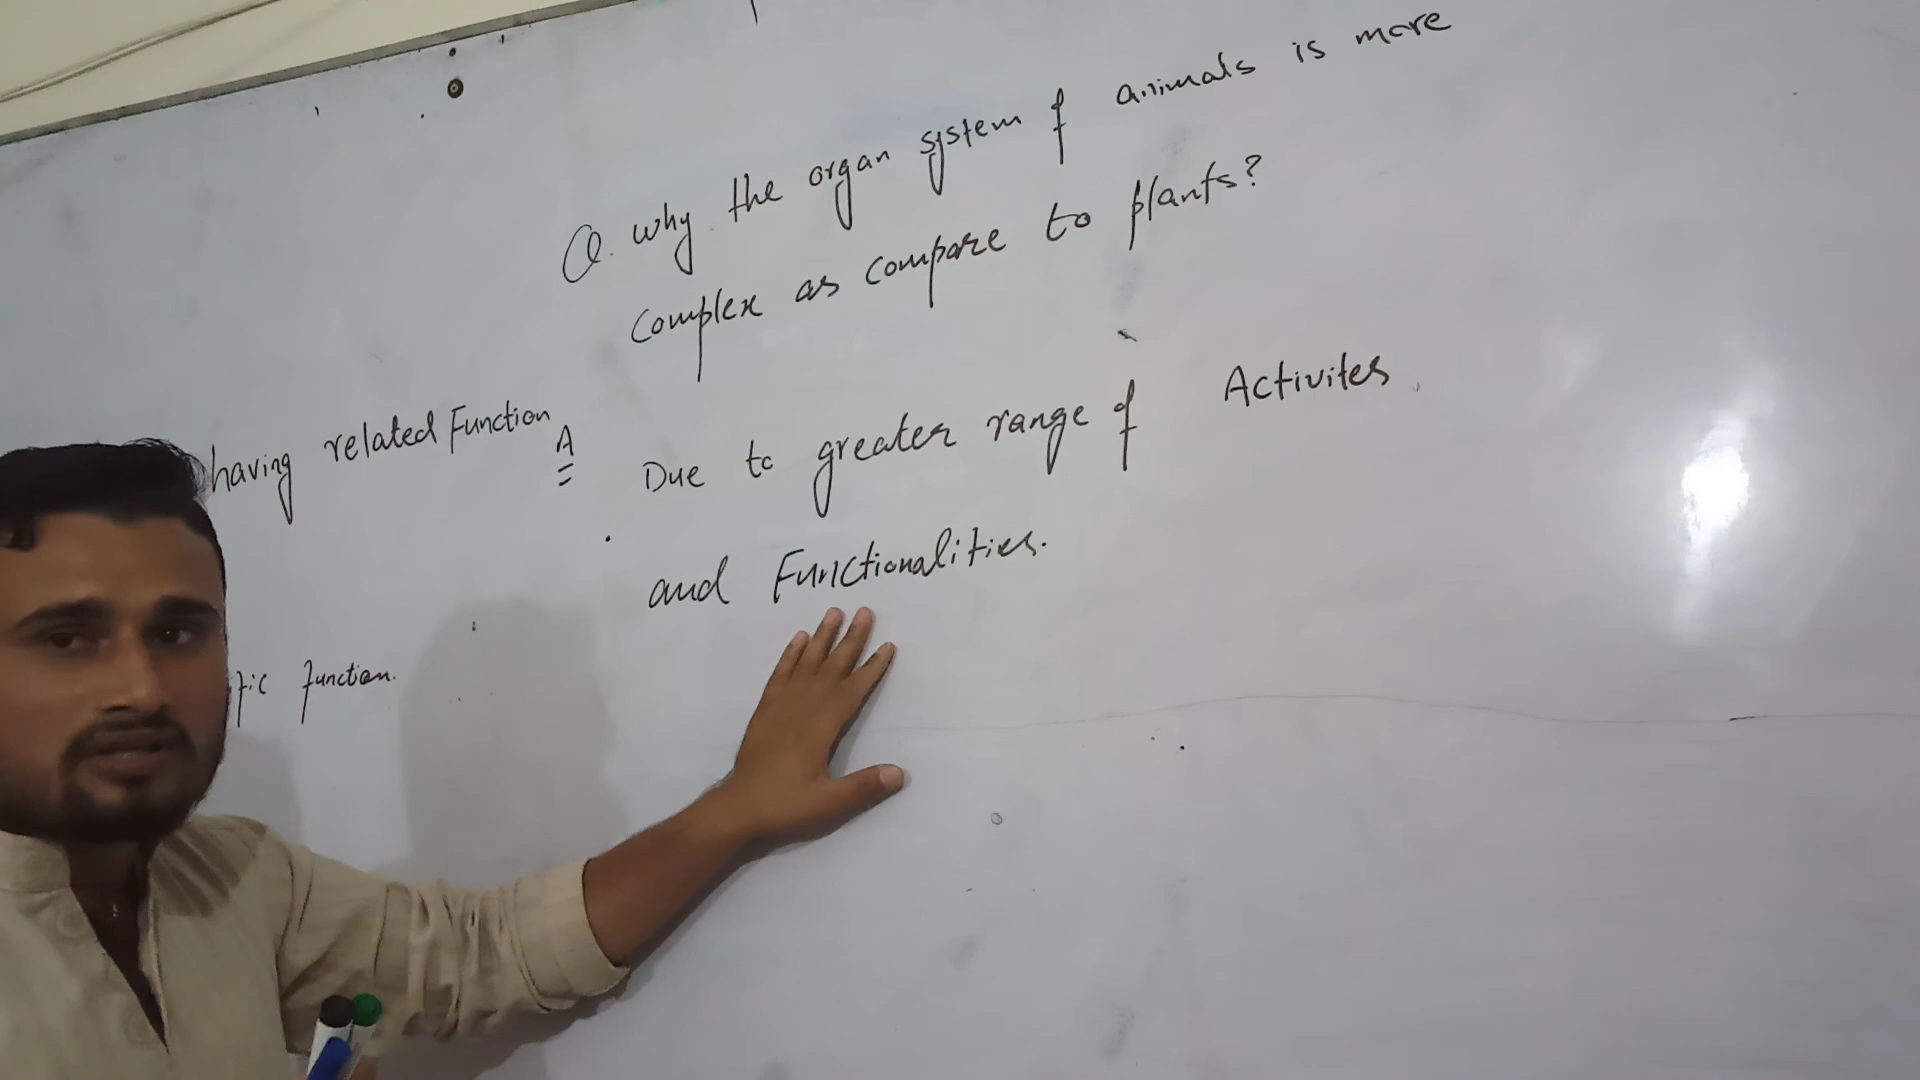 Q. why the organ system of animals is more
complex as compare to plants?
having related Function
A Due to greater range of Activites
and Functionalities.
function.